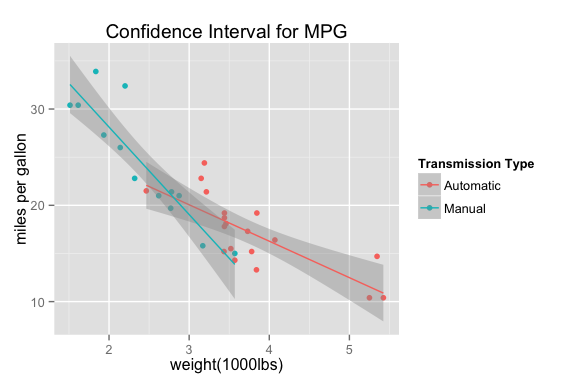 Confidence Interval for MPG
miles per gallon
30
20
10
2 3 4 5
weight(1000lbs)
Transmission Type
Automatic
Manual